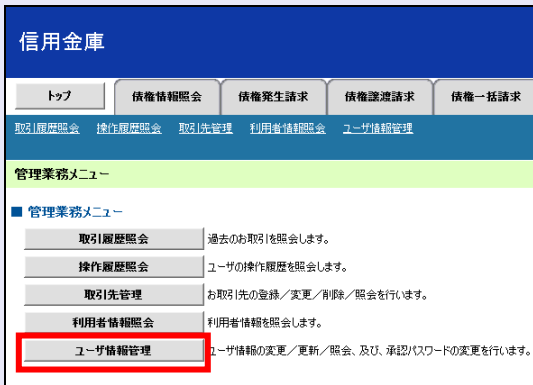 信用金庫
トップ 債権情報照会 債権発生請求 債権譲渡請求 債権一括請求
取引履歴照会 操作履歴照会 取引先管理 利用者情報照会 ユーザ情報管理
管理業務メニュー
■ 管理業務メニュー
取引履歴照会 過去のお取引を照会します。
操作履歴照会 ユーザの操作履歴を照会します。
取引先管理 お取引先の登録／変更／削除／照会を行います。
利用者情報照会 利用者情報を照会します。
ユーザ情報管理 ユーザ情報の変更／更新／照会、及び、承認パスワードの変更を行います。